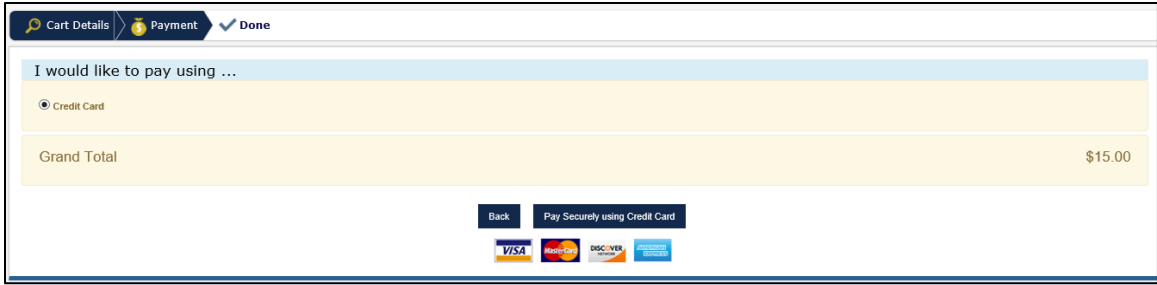 Cart Details Payment Done
I would like to pay using ...
Credit Card
Grand Total $15.00
Back Pay Securely using Credit Card
VISA MasterCard DISCOVER NETWORK AMERICAN EXPRESS